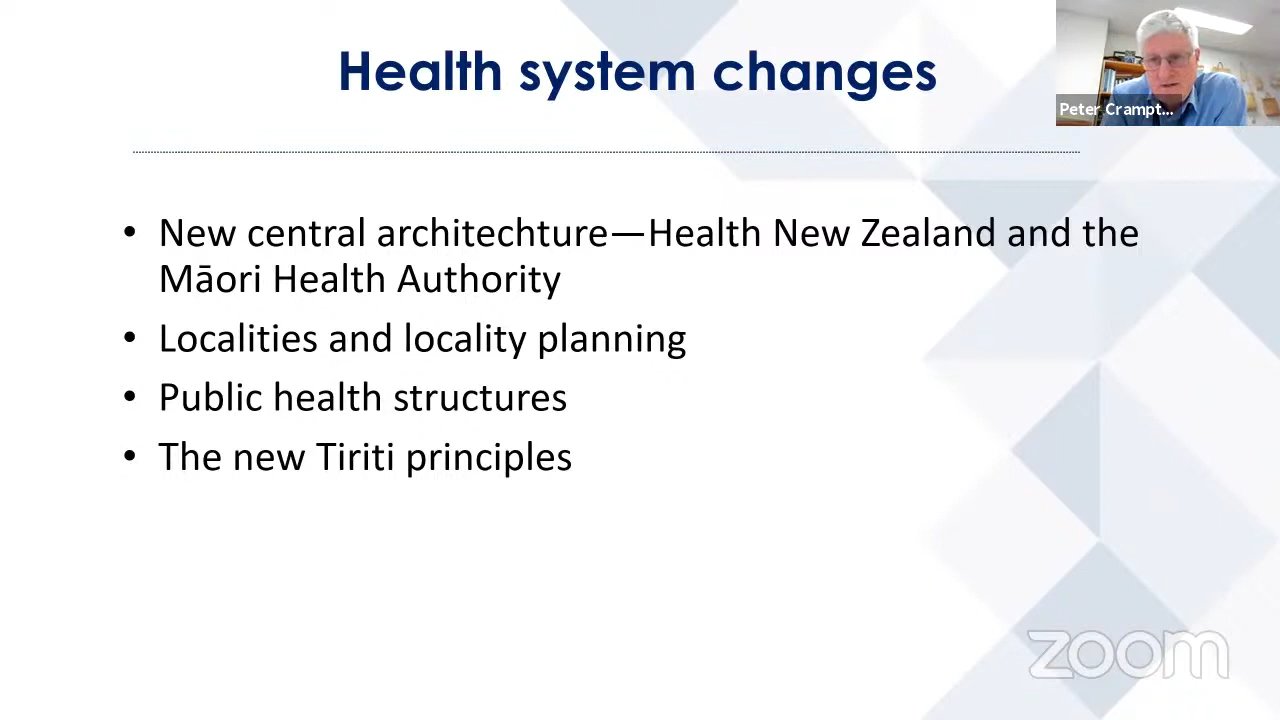 Health system changes
Peter Crampt...
• New central architechture—Health New Zealand and the
Māori Health Authority
• Localities and locality planning
• Public health structures
• The new Tiriti principles
zoom